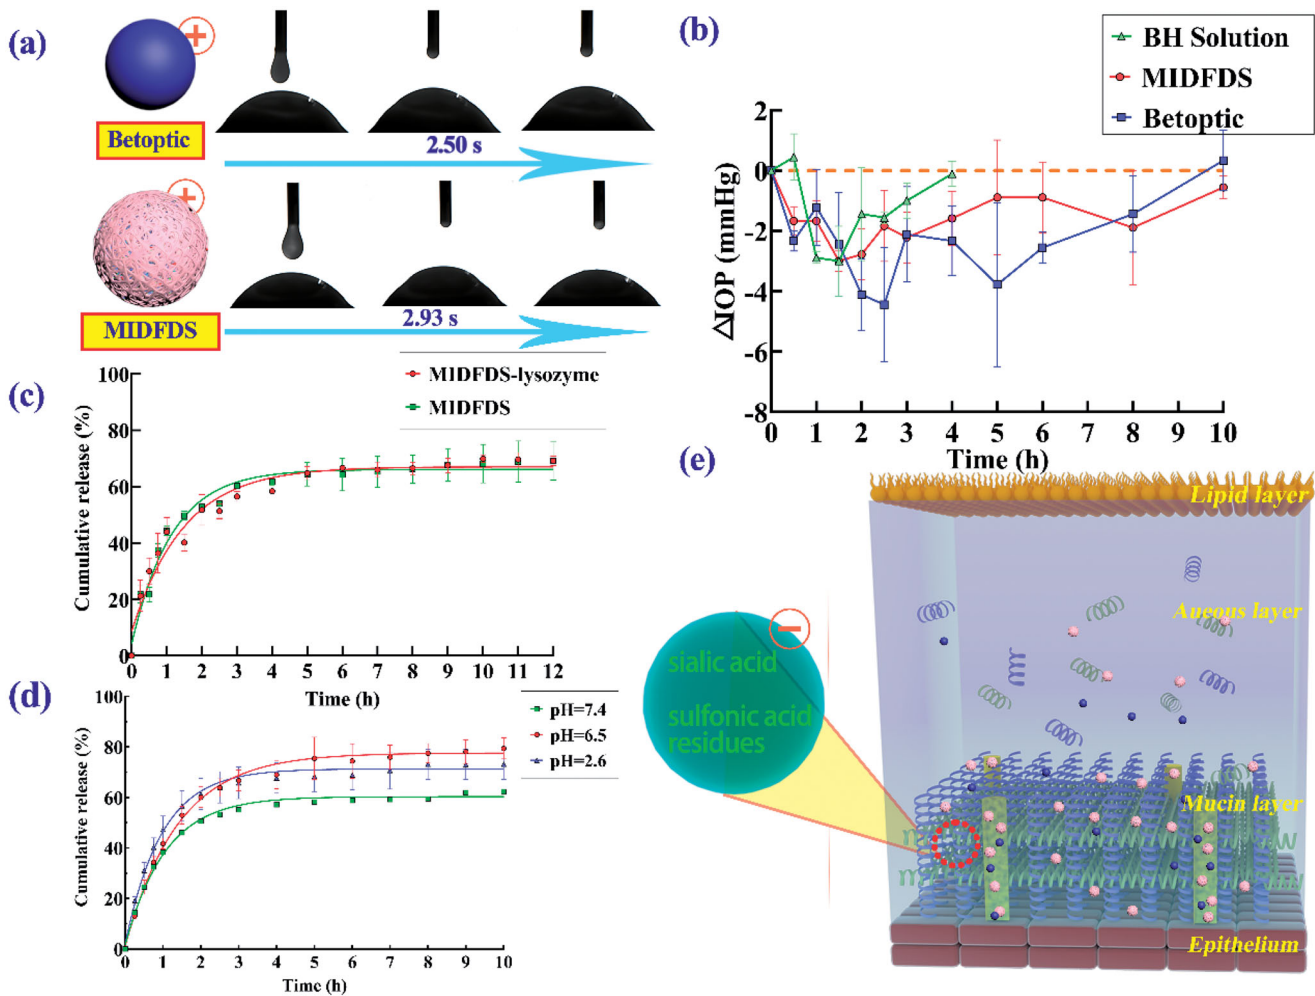 (a)
+
Betoptic
2.50 s
+
MIDFDS
2.93 s
(b)
BH Solution
MIDFDS
Betoptic
ΔIOP (mmHg)
2
0
-2
-4
-6
-8
0 1 2 3 4 5 6 7 8 9 10
Time (h)
(c)
MIDFDS-lysozyme
MIDFDS
Cumulative release (%)
100
80
60
40
20
0
0 1 2 3 4 5 6 7 8 9 10 11 12
Time (h)
(d)
pH=7.4
pH=6.5
pH=2.6
Cumulative release (%)
100
80
60
40
20
0
0 1 2 3 4 5 6 7 8 9 10
Time (h)
(e)
Lipid layer
Aueous layer
Mucin layer
Epithelium
−
sialic acid
sulfonic acid
residues